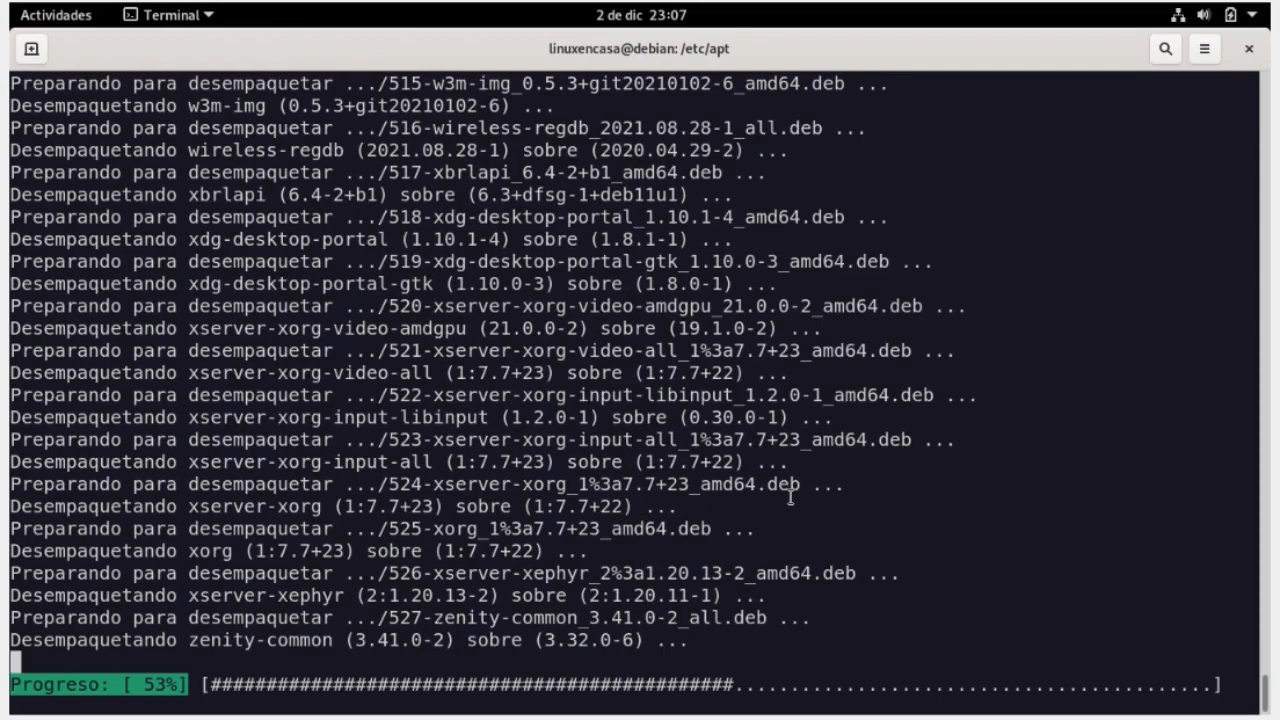 Actividades Terminal 2 de dic 23:07
linuxencasa@debian: /etc/apt
Preparando para desempaquetar .../515-w3m-img_0.5.3+git20210102-6_amd64.deb ...
Desempaquetando w3m-img (0.5.3+git20210102-6) ...
Preparando para desempaquetar .../516-wireless-regdb_2021.08.28-1_all.deb ...
Desempaquetando wireless-regdb (2021.08.28-1) sobre (2020.04.29-2) ...
Preparando para desempaquetar .../517-xbrlapi_6.4-2+b1_amd64.deb ...
Desempaquetando xbrlapi (6.4-2+b1) sobre (6.3+dfsg-1+deb11u1) ...
Preparando para desempaquetar .../518-xdg-desktop-portal_1.10.1-4_amd64.deb ...
Desempaquetando xdg-desktop-portal (1.10.1-4) sobre (1.8.1-1) ...
Preparando para desempaquetar .../519-xdg-desktop-portal-gtk_1.10.0-3_amd64.deb ...
Desempaquetando xdg-desktop-portal-gtk (1.10.0-3) sobre (1.8.0-1) ...
Preparando para desempaquetar .../520-xserver-xorg-video-amdgpu_21.0.0-2_amd64.deb ...
Desempaquetando xserver-xorg-video-amdgpu (21.0.0-2) sobre (19.1.0-2) ...
Preparando para desempaquetar .../521-xserver-xorg-video-all_1%3a7.7+23_amd64.deb ...
Desempaquetando xserver-xorg-video-all (1:7.7+23) sobre (1:7.7+22) ...
Preparando para desempaquetar .../522-xserver-xorg-input-libinput_1.2.0-1_amd64.deb ...
Desempaquetando xserver-xorg-input-libinput (1.2.0-1) sobre (0.30.0-1) ...
Preparando para desempaquetar .../523-xserver-xorg-input-all_1%3a7.7+23_amd64.deb ...
Desempaquetando xserver-xorg-input-all (1:7.7+23) sobre (1:7.7+22) ...
Preparando para desempaquetar .../524-xserver-xorg_1%3a7.7+23_amd64.deb ...
Desempaquetando xserver-xorg (1:7.7+23) sobre (1:7.7+22) ...
Preparando para desempaquetar .../525-xorg_1%3a7.7+23_amd64.deb ...
Desempaquetando xorg (1:7.7+23) sobre (1:7.7+22) ...
Preparando para desempaquetar .../526-xserver-xephyr_2%3a1.20.13-2_amd64.deb ...
Desempaquetando xserver-xephyr (2:1.20.13-2) sobre (2:1.20.11-1) ...
Preparando para desempaquetar .../527-zenity-common_3.41.0-2_all.deb ...
Desempaquetando zenity-common (3.41.0-2) sobre (3.32.0-6) ...
Progreso: [ 53%] [###############################################...........................................]